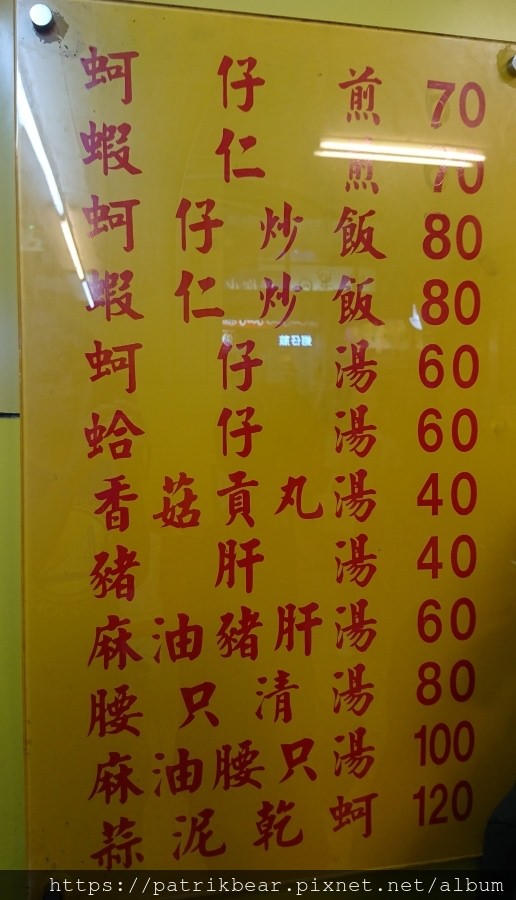 蚵仔煎 70
蝦仁煎 70
蚵仔炒飯 80
蝦仁炒飯 80
蚵仔湯 60
蛤仔湯 60
香菇貢丸湯 40
豬肝湯 40
麻油豬肝湯 60
腰只清湯 80
麻油腰只湯 100
蒜泥乾蚵 120
https://patrikbear.pixnet.net/album